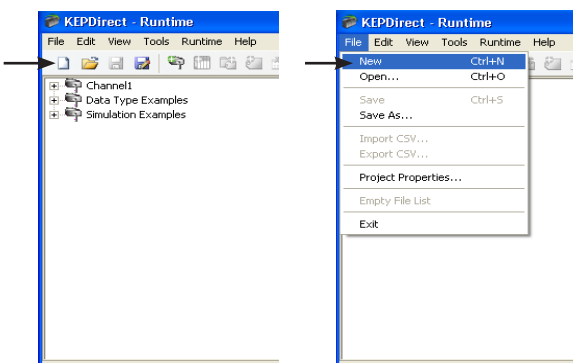 KEPDirect - Runtime
File Edit View Tools Runtime Help
Channel1
Data Type Examples
Simulation Examples
KEPDirect - Runtime
File Edit View Tools Runtime Help
New Ctrl+N
Open... Ctrl+O
Save Ctrl+S
Save As...
Import CSV...
Export CSV...
Project Properties...
Empty File List
Exit